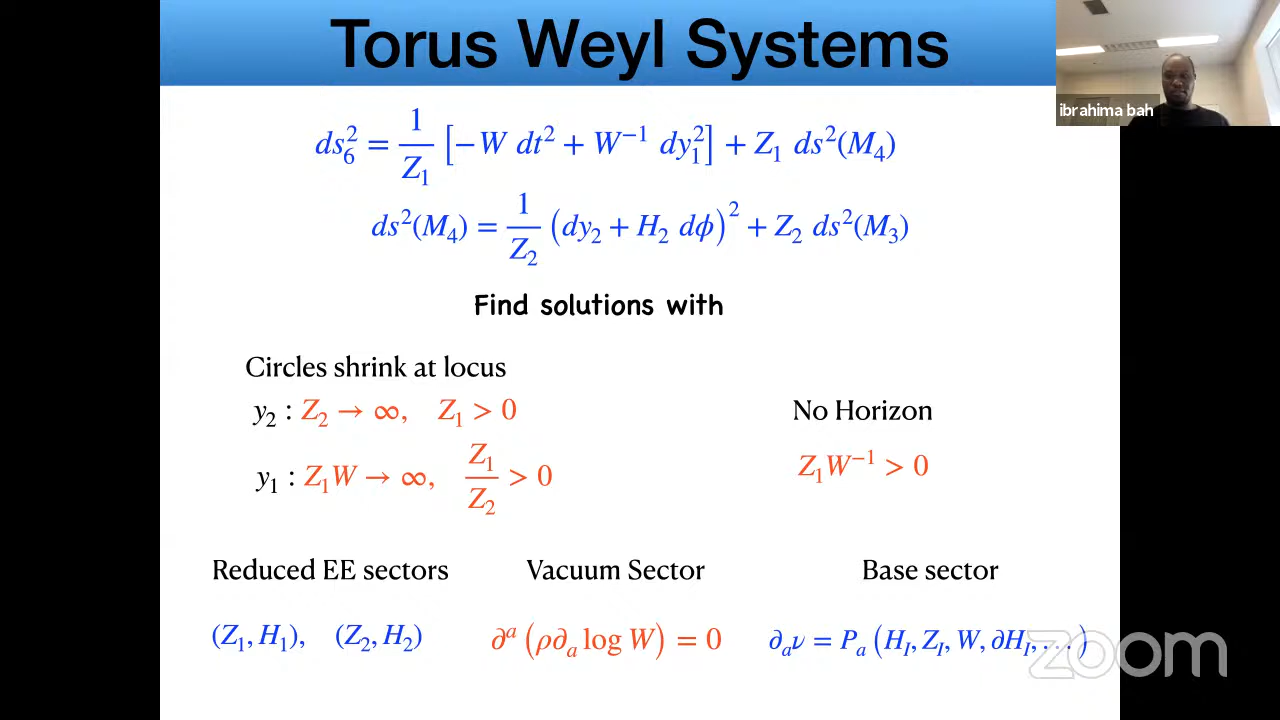 Torus Weyl Systems
ibrahima bah
ds₆² = 1/Z₁ [−W dt² + W⁻¹ dy₁²] + Z₁ ds²(M₄)
ds²(M₄) = 1/Z₂ (dy₂ + H₂ dϕ)² + Z₂ ds²(M₃)
Find solutions with
Circles shrink at locus
y₂ : Z₂ → ∞, Z₁ > 0
No Horizon
y₁ : Z₁W → ∞, Z₁/Z₂ > 0
Z₁W⁻¹ > 0
Reduced EE sectors Vacuum Sector Base sector
(Z₁, H₁), (Z₂, H₂) ∂ᵃ (ρ∂ₐ log W) = 0 ∂ₐν = Pₐ (H_I, Z_I, W, ∂H_I, …)
zoom